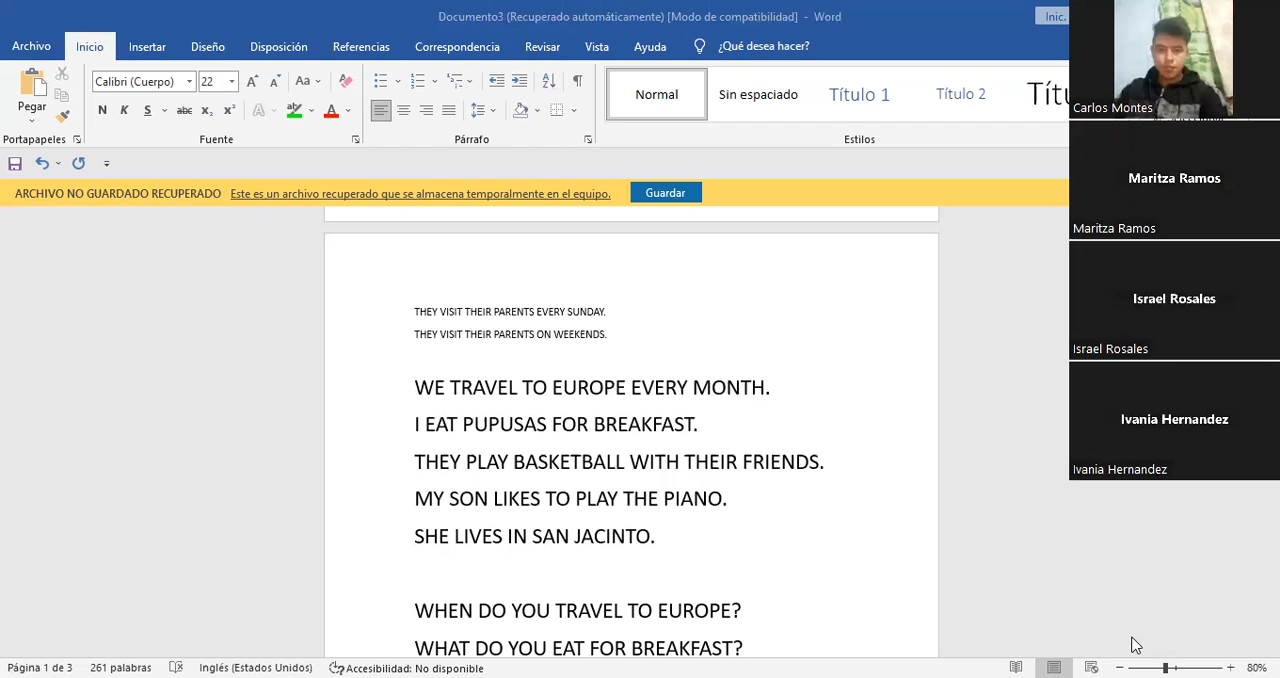 Documento3 (Recuperado automáticamente) [Modo de compatibilidad] - Word
Inic.
Archivo Inicio Insertar Diseño Disposición Referencias Correspondencia Revisar Vista Ayuda ¿Qué desea hacer?
Pegar
Calibri (Cuerpo) 22
Aa
N K S abc x₂ x² A A
Normal Sin espaciado Título 1 Título 2 Títu
Portapapeles Fuente Párrafo Estilos
ARCHIVO NO GUARDADO RECUPERADO Este es un archivo recuperado que se almacena temporalmente en el equipo. Guardar
THEY VISIT THEIR PARENTS EVERY SUNDAY.
THEY VISIT THEIR PARENTS ON WEEKENDS.
WE TRAVEL TO EUROPE EVERY MONTH.
I EAT PUPUSAS FOR BREAKFAST.
THEY PLAY BASKETBALL WITH THEIR FRIENDS.
MY SON LIKES TO PLAY THE PIANO.
SHE LIVES IN SAN JACINTO.
WHEN DO YOU TRAVEL TO EUROPE?
WHAT DO YOU EAT FOR BREAKFAST?
Carlos Montes
Maritza Ramos
Maritza Ramos
Israel Rosales
Israel Rosales
Ivania Hernandez
Ivania Hernandez
Página 1 de 3 261 palabras Inglés (Estados Unidos) Accesibilidad: No disponible 80%